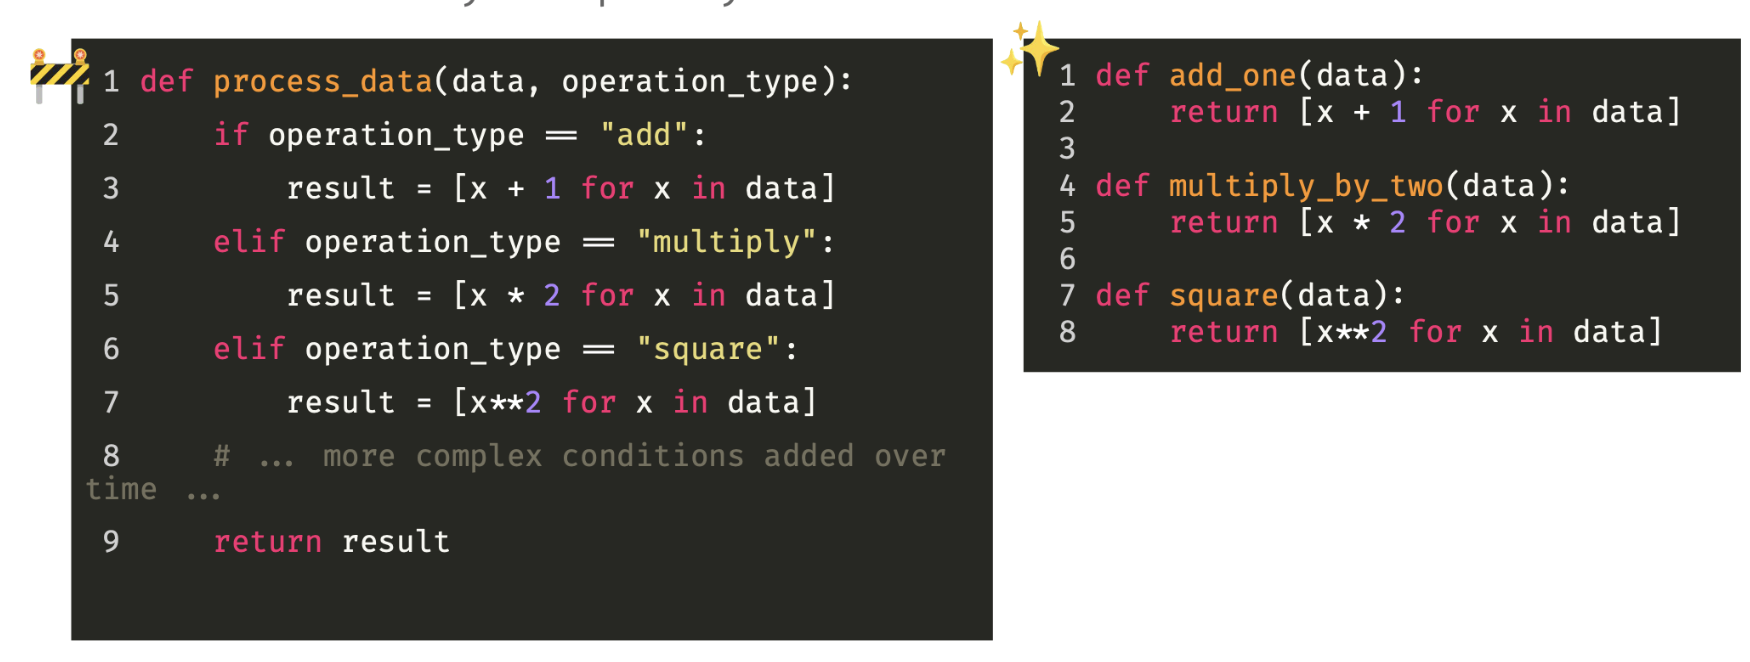 1 def process_data(data, operation_type):
2 if operation_type == "add":
3 result = [x + 1 for x in data]
4 elif operation_type == "multiply":
5 result = [x * 2 for x in data]
6 elif operation_type == "square":
7 result = [x**2 for x in data]
8 # ... more complex conditions added over
time ...
9 return result
1 def add_one(data):
2 return [x + 1 for x in data]
3
4 def multiply_by_two(data):
5 return [x * 2 for x in data]
6
7 def square(data):
8 return [x**2 for x in data]